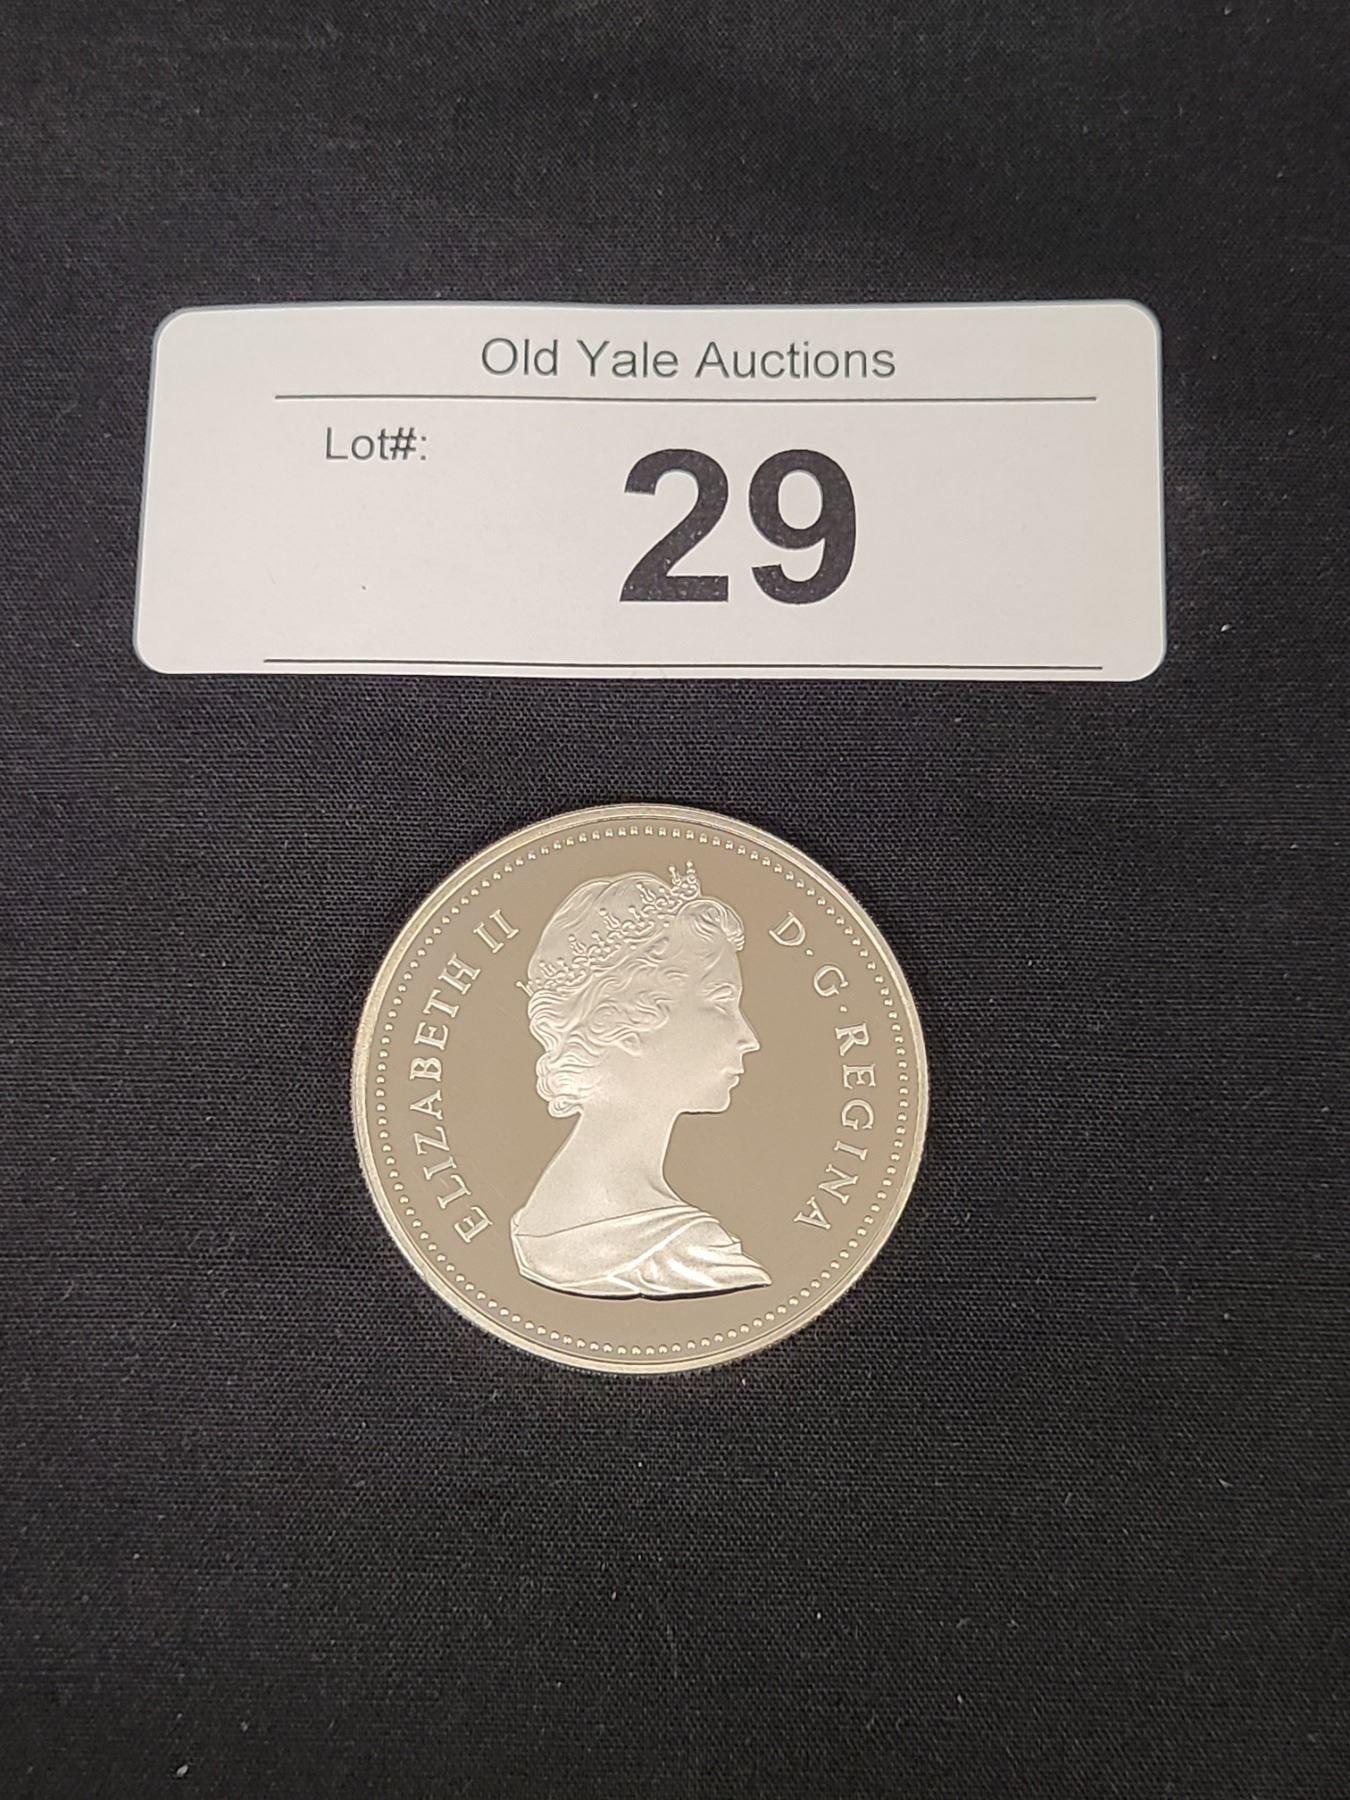 Old Yale Auctions
Lot#:
29
ELIZABETH II D·G·REGINA